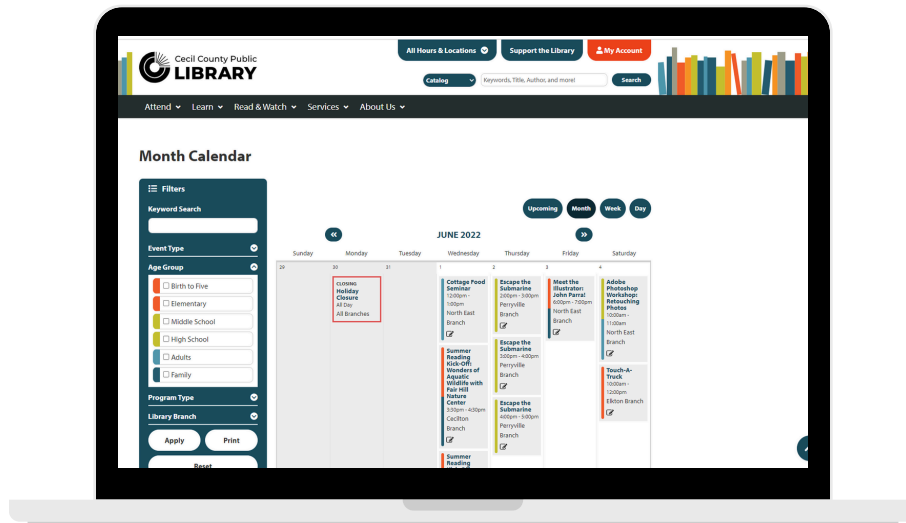 Cecil County Public
LIBRARY
All Hours & Locations
Support the Library
My Account
Catalog
Keywords, Title, Author, and more!
Search
Attend
Learn
Read & Watch
Services
About Us
Month Calendar
Filters
Keyword Search
Event Type
Age Group
Birth to Five
Elementary
Middle School
High School
Adults
Family
Program Type
Library Branch
Apply
Print
Reset
Upcoming
Month
Week
Day
«
JUNE 2022
»
Sunday
Monday
Tuesday
Wednesday
Thursday
Friday
Saturday
29
30
CLOSING
Holiday
Closure
All Day
All Branches
31
1
Cottage Food
Seminar
12:00pm -
1:00pm
North East
Branch
Summer
Reading
Kick-Off:
Wonders of
Aquatic
Wildlife with
Fair Hill
Nature
Center
3:30pm - 4:30pm
Cecilton
Branch
Summer
Reading
2
Escape the
Submarine
2:00pm - 3:00pm
Perryville
Branch
Escape the
Submarine
3:00pm - 4:00pm
Perryville
Branch
Escape the
Submarine
4:00pm - 5:00pm
Perryville
Branch
3
Meet the
Illustrator:
John Parra!
6:00pm - 7:00pm
North East
Branch
4
Adobe
Photoshop
Workshop:
Retouching
Photos
10:00am -
11:00am
North East
Branch
Touch-A-
Truck
10:00am -
12:00pm
Elkton Branch